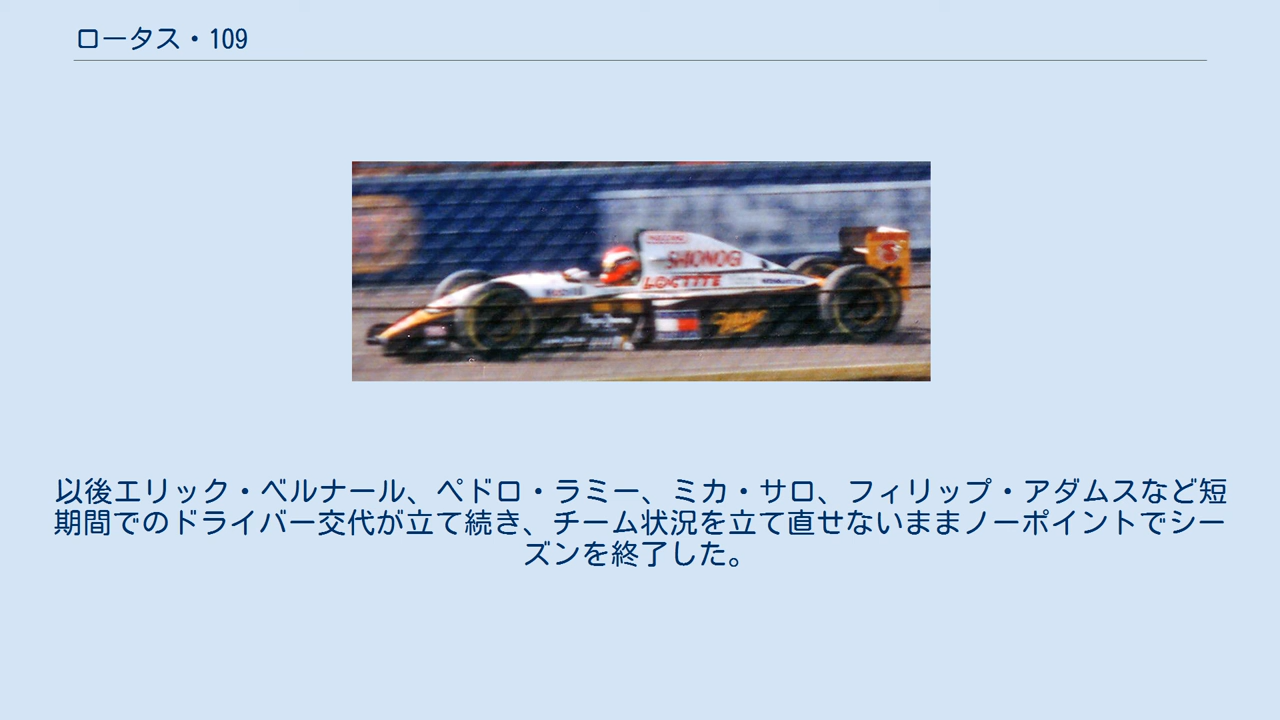 ロータス・109
SHIONOGI
LOCTITE
以後エリック・ベルナール、ペドロ・ラミー、ミカ・サロ、フィリップ・アダムスなど短
期間でのドライバー交代が立て続き、チーム状況を立て直せないままノーポイントでシー
ズンを終了した。